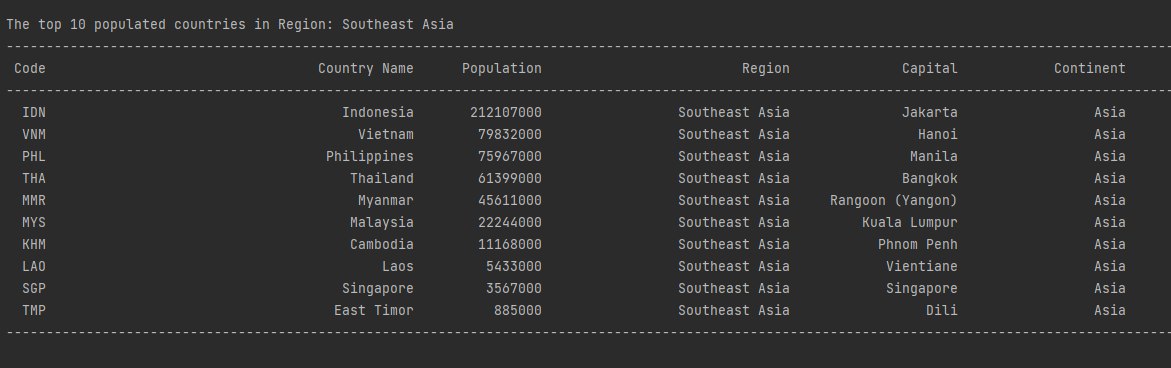 The top 10 populated countries in Region: Southeast Asia
Code Country Name Population Region Capital Continent
IDN Indonesia 212107000 Southeast Asia Jakarta Asia
VNM Vietnam 79832000 Southeast Asia Hanoi Asia
PHL Philippines 75967000 Southeast Asia Manila Asia
THA Thailand 61399000 Southeast Asia Bangkok Asia
MMR Myanmar 45611000 Southeast Asia Rangoon (Yangon) Asia
MYS Malaysia 22244000 Southeast Asia Kuala Lumpur Asia
KHM Cambodia 11168000 Southeast Asia Phnom Penh Asia
LAO Laos 5433000 Southeast Asia Vientiane Asia
SGP Singapore 3567000 Southeast Asia Singapore Asia
TMP East Timor 885000 Southeast Asia Dili Asia